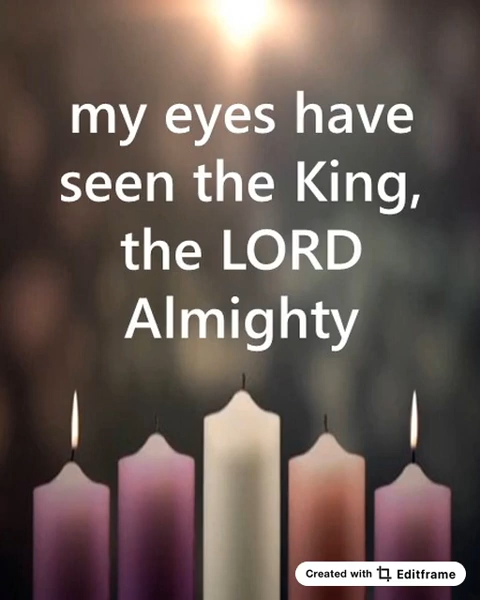 my eyes have
seen the King,
the LORD
Almighty
Created with Editframe